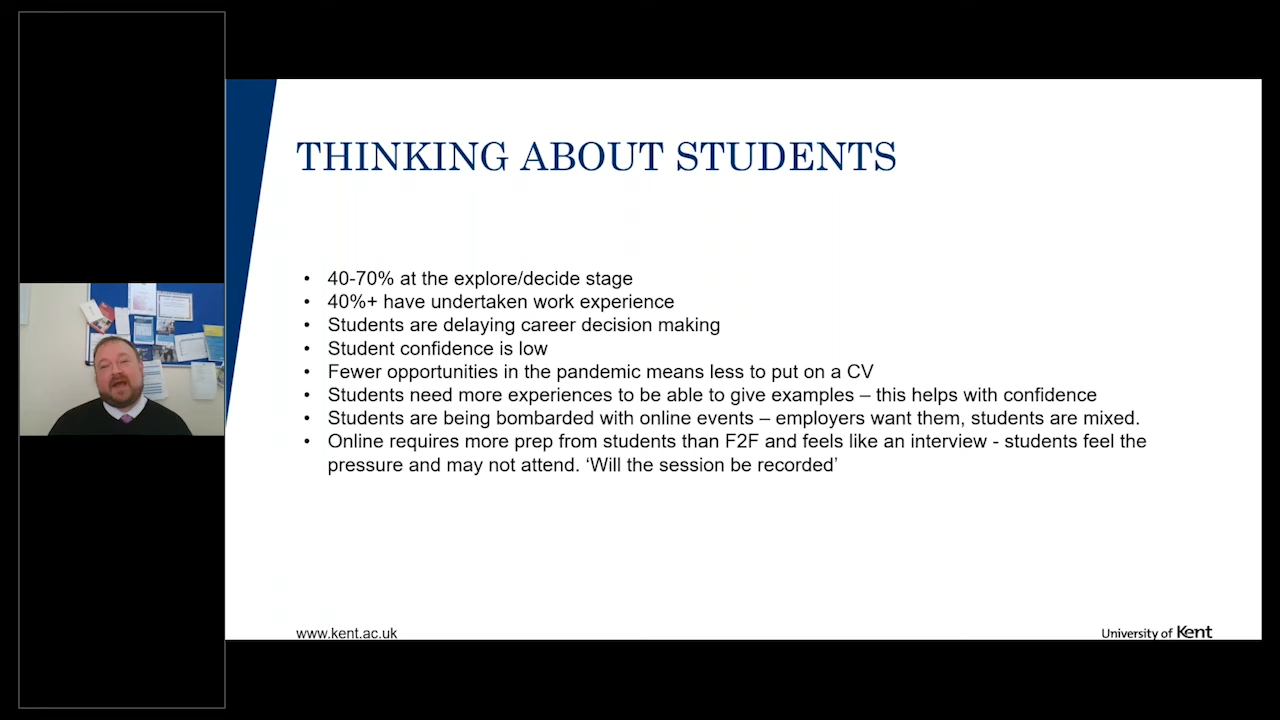 THINKING ABOUT STUDENTS
• 40-70% at the explore/decide stage
• 40%+ have undertaken work experience
• Students are delaying career decision making
• Student confidence is low
• Fewer opportunities in the pandemic means less to put on a CV
• Students need more experiences to be able to give examples – this helps with confidence
• Students are being bombarded with online events – employers want them, students are mixed.
• Online requires more prep from students than F2F and feels like an interview - students feel the
pressure and may not attend. ‘Will the session be recorded’
www.kent.ac.uk
University of Kent